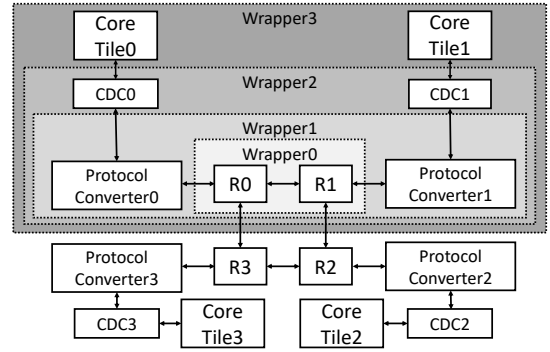 Wrapper3
Core
Tile0
Core
Tile1
Wrapper2
CDC0
CDC1
Wrapper1
Wrapper0
Protocol
Converter0
R0
R1
Protocol
Converter1
Protocol
Converter3
R3
R2
Protocol
Converter2
CDC3
Core
Tile3
Core
Tile2
CDC2